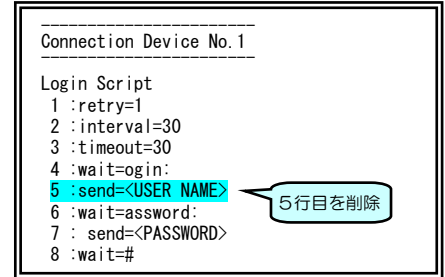 -----------------------
Connection Device No.1
-----------------------
Login Script
1 :retry=1
2 :interval=30
3 :timeout=30
4 :wait=ogin:
5 :send=<USER NAME>
5行目を削除
6 :wait=assword:
7 : send=<PASSWORD>
8 :wait=#